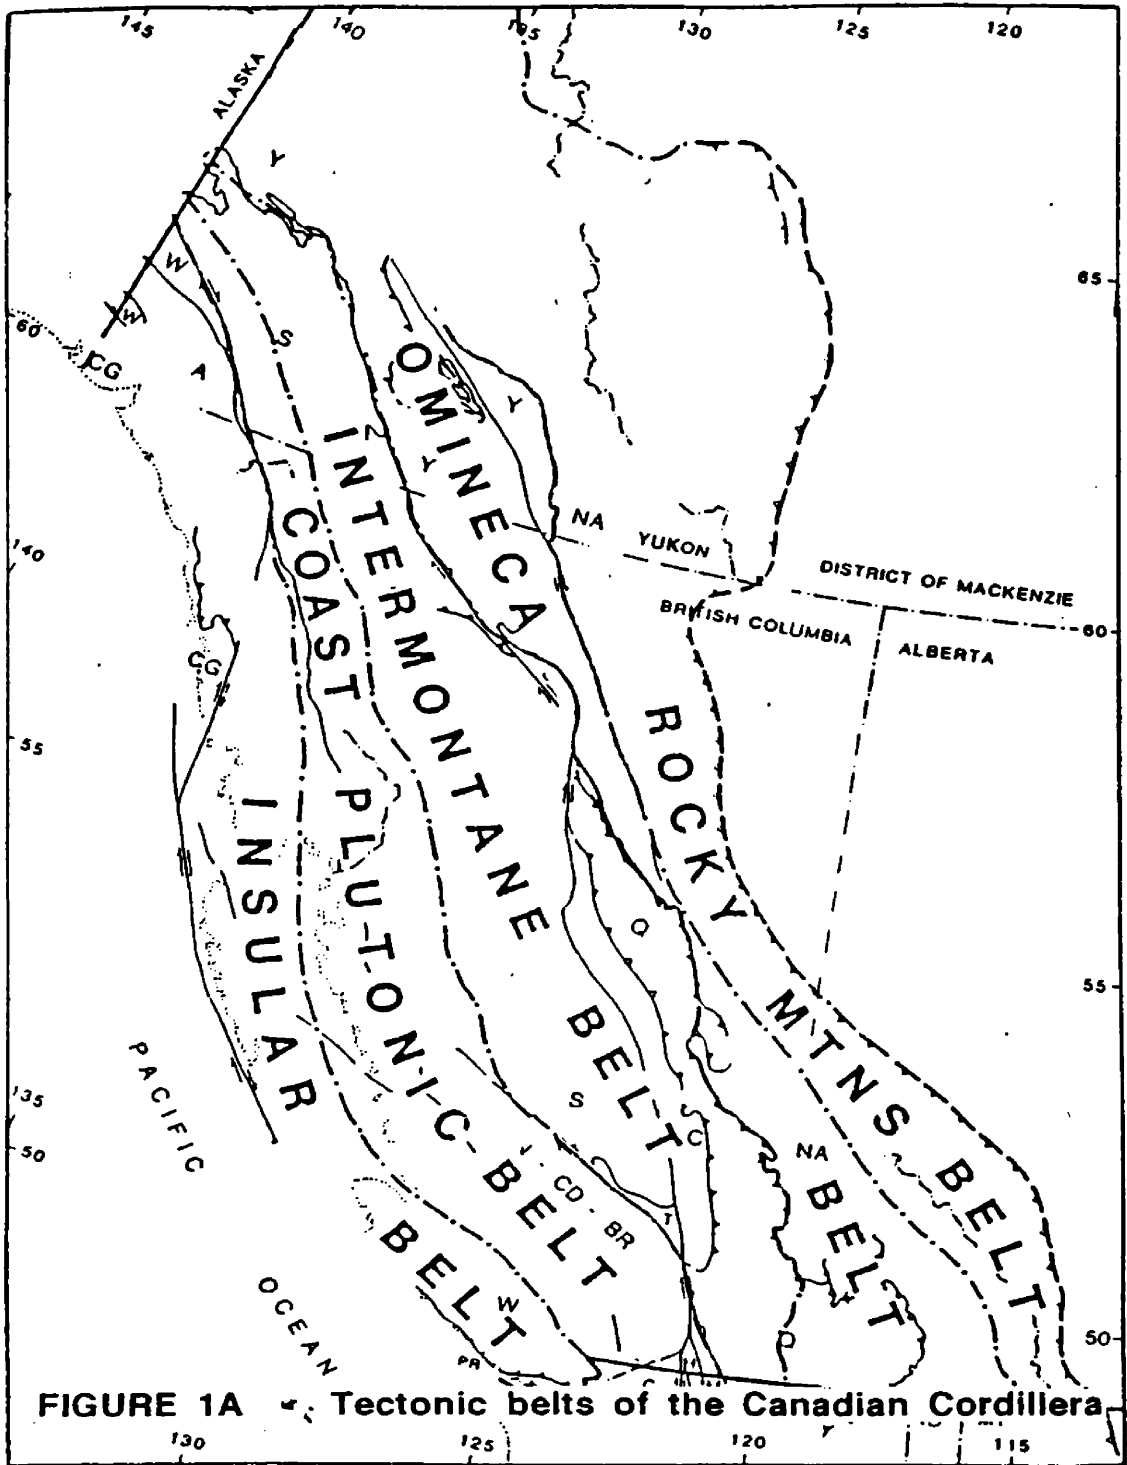 145
140
135
130
125
120
ALASKA
Y
W
65
W
60
CG
S
A
OMINECA
Y
Y
INTERMONTANE
NA
YUKON
DISTRICT OF MACKENZIE
140
COAST
BRITISH COLUMBIA
60
ALBERTA
CG
ROCKY
55
PLU-TONIC-BELT
INSULAR
Q
55
MTNS BELT
BELT
PACIFIC
135
S
C
50
NA
CD - BR
BELT
BELT
OCEAN
W
50
PR
FIGURE 1A - Tectonic belts of the Canadian Cordillera
130
125
120
115